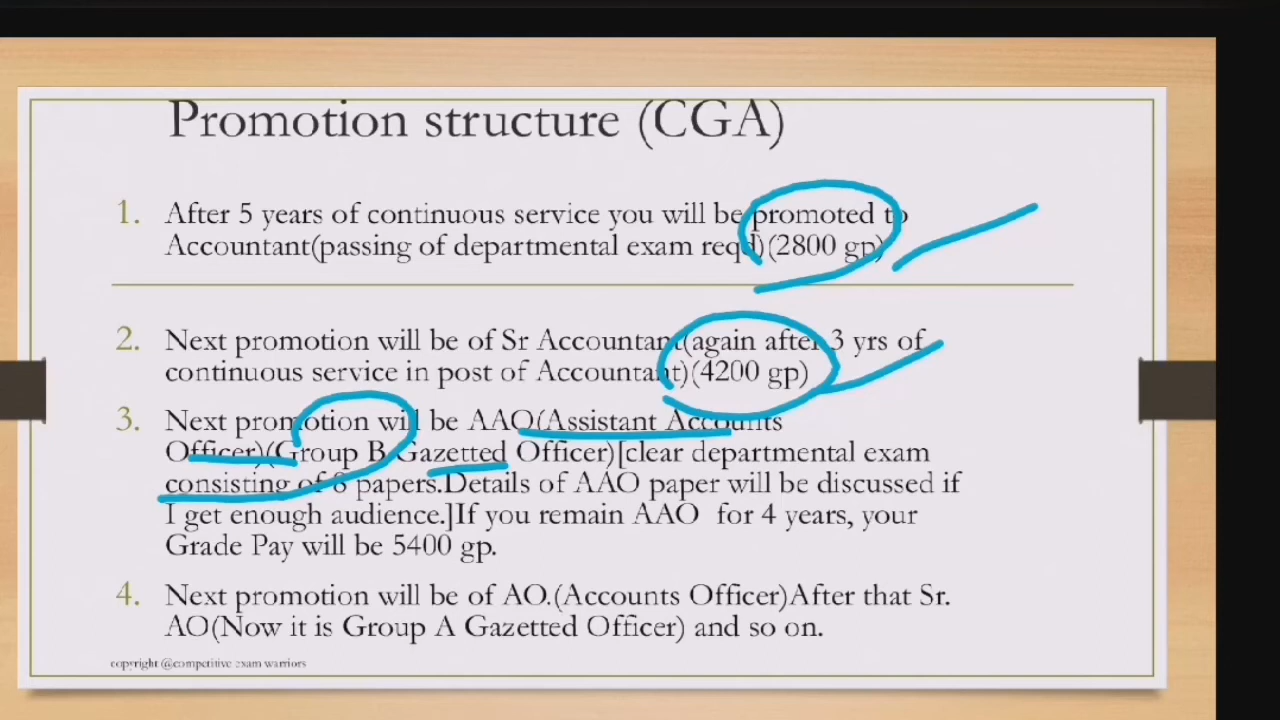 Promotion structure (CGA)
1. After 5 years of continuous service you will be promoted to
Accountant(passing of departmental exam reqd)(2800 gp)
2. Next promotion will be of Sr Accountant(again after 3 yrs of
continuous service in post of Accountant)(4200 gp)
3. Next promotion will be AAO(Assistant Accounts
Officer)(Group B Gazetted Officer)[clear departmental exam
consisting of 8 papers.Details of AAO paper will be discussed if
I get enough audience.]If you remain AAO for 4 years, your
Grade Pay will be 5400 gp.
4. Next promotion will be of AO.(Accounts Officer)After that Sr.
AO(Now it is Group A Gazetted Officer) and so on.
copyright @competitive exam warriors